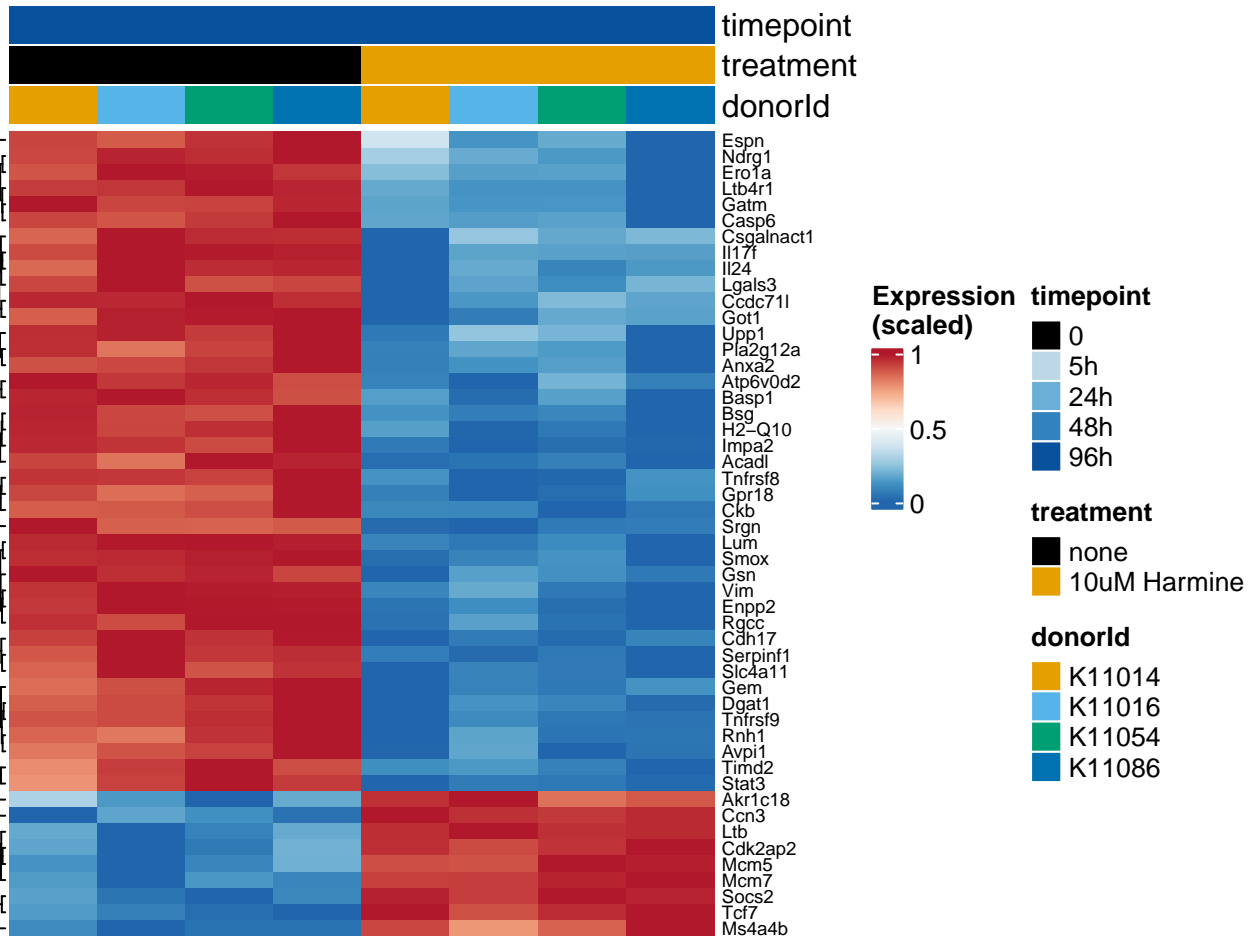 timepoint
treatment
donorId
Espn
Ndrg1
Ero1a
Ltb4r1
Gatm
Casp6
Csgalnact1
Il17f
Il24
Lgals3
Ccdc71l
Got1
Upp1
Pla2g12a
Anxa2
Atp6v0d2
Basp1
Bsg
H2−Q10
Impa2
Acadl
Tnfrsf8
Gpr18
Ckb
Srgn
Lum
Smox
Gsn
Vim
Enpp2
Rgcc
Cdh17
Serpinf1
Slc4a11
Gem
Dgat1
Tnfrsf9
Rnh1
Avpi1
Timd2
Stat3
Akr1c18
Ccn3
Ltb
Cdk2ap2
Mcm5
Mcm7
Socs2
Tcf7
Ms4a4b
Expression
(scaled)
1
0.5
0
timepoint
0
5h
24h
48h
96h
treatment
none
10uM Harmine
donorId
K11014
K11016
K11054
K11086